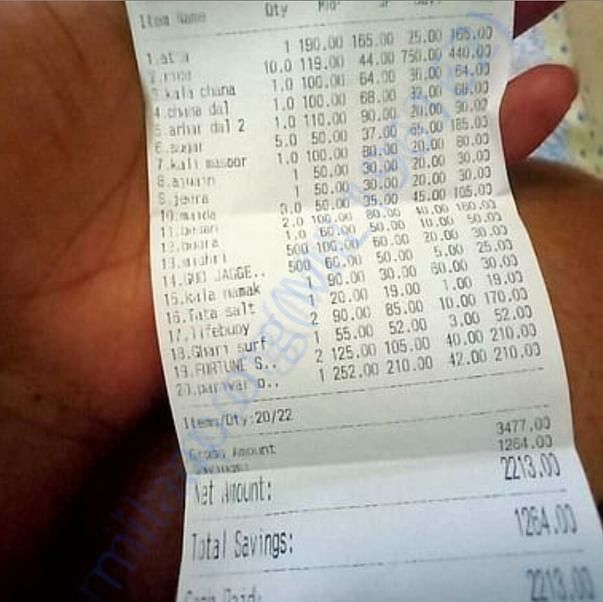 Item Name Qty
1.atta 1 190.00 165.00 25.00 165.00
2.rice 10.0 119.00 44.00 750.00 440.00
3.kala chana 1.0 100.00 64.00 36.00 64.00
4.chana dal 1.0 100.00 68.00 32.00 68.00
5.arhar dal 2 1.0 110.00 90.00 20.00 90.00
6.sugar 5.0 50.00 37.00 65.00 185.00
7.kali masoor 1.0 100.00 80.00 20.00 80.00
8.ajwain 1 50.00 30.00 20.00 30.00
9.jeera 1 50.00 30.00 20.00 30.00
10.maida 3.0 50.00 35.00 45.00 105.00
11.besan 2.0 100.00 80.00 40.00 160.00
12.boora 1.0 60.00 50.00 10.00 50.00
13.mishri 500 100.00 60.00 20.00 30.00
14.GUD JAGGE.. 500 60.00 50.00 5.00 25.00
15.kala namak 1 90.00 30.00 60.00 30.00
16.Tata salt 1 20.00 19.00 1.00 19.00
17.lifebuoy 2 90.00 85.00 10.00 170.00
18.Ghari surf 1 55.00 52.00 3.00 52.00
19.FORTUNE S.. 2 125.00 105.00 40.00 210.00
20.parivar o.. 1 252.00 210.00 42.00 210.00
Items/Qty:20/22
Gross Amount 3477.00
1264.00
Net Amount: 2213.00
Total Savings: 1264.00
2213.00